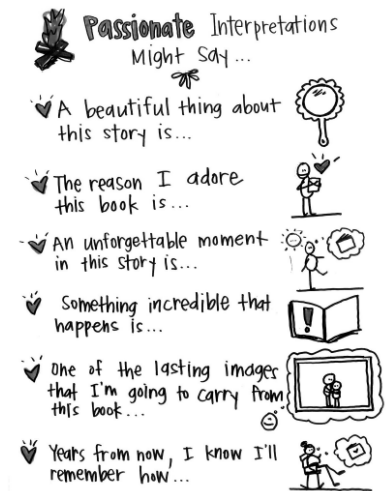 Passionate Interpretations
Might Say...
A beautiful thing about
this story is...
The reason I adore
this book is...
An unforgettable moment
in this story is...
Something incredible that
happens is...
!
One of the lasting images
that I'm going to carry from
this book...
Years from now, I know I'll
remember how...